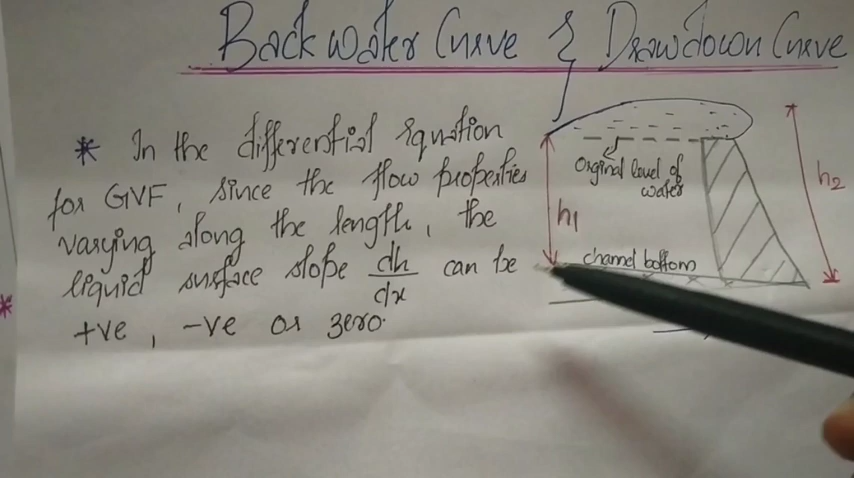 Back water Curve & Drawdown Curve
* In the differential Equation
for GVF, since the flow properties
varying along the length, the
liquid surface slope dh/dx can be
+ve, -ve or zero.
Orginal level of
water
h1
h2
channel bottom
*